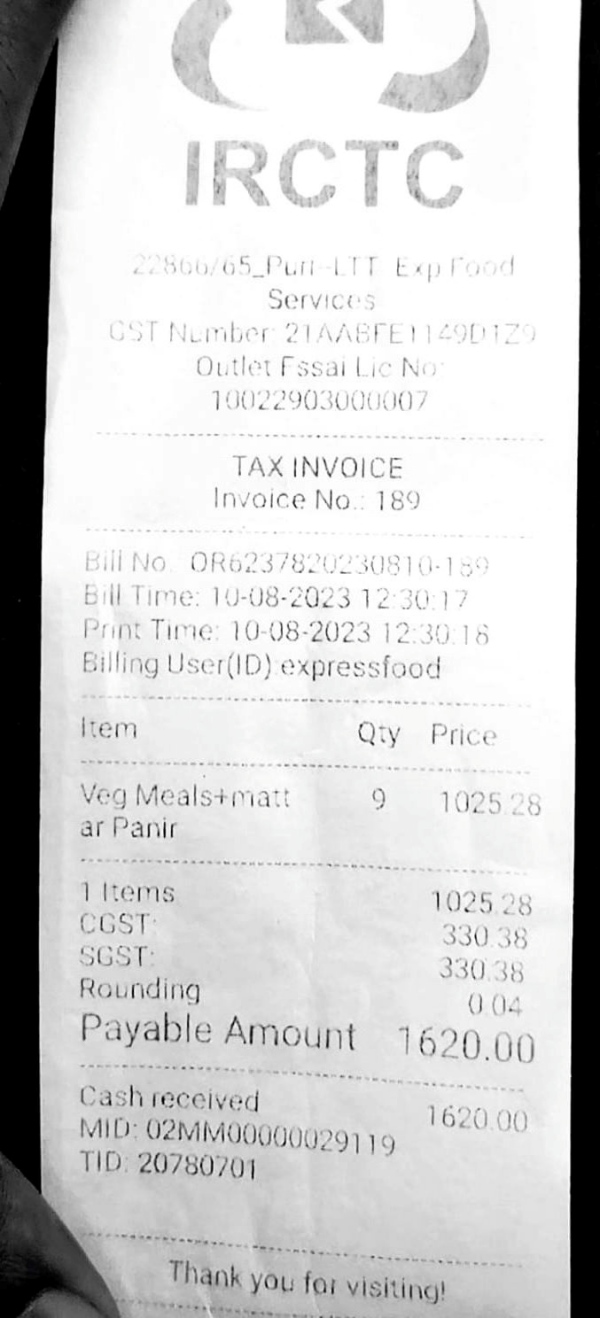 IRCTC
22866/65_Puri-LTT Exp Food
Services
GST Number: 21AABFE1149D1Z9
Outlet Fssai Lic No:
10022903000007
TAX INVOICE
Invoice No.: 189
Bill No. OR6237820230810-189
Bill Time: 10-08-2023 12:30:17
Print Time: 10-08-2023 12:30:18
Billing User(ID):expressfood
Item Qty Price
Veg Meals+matt 9 1025.28
ar Panir
1 Items 1025.28
CGST: 330.38
SGST: 330.38
Rounding 0.04
Payable Amount 1620.00
Cash received 1620.00
MID: 02MM00000029119
TID: 20780701
Thank you for visiting!